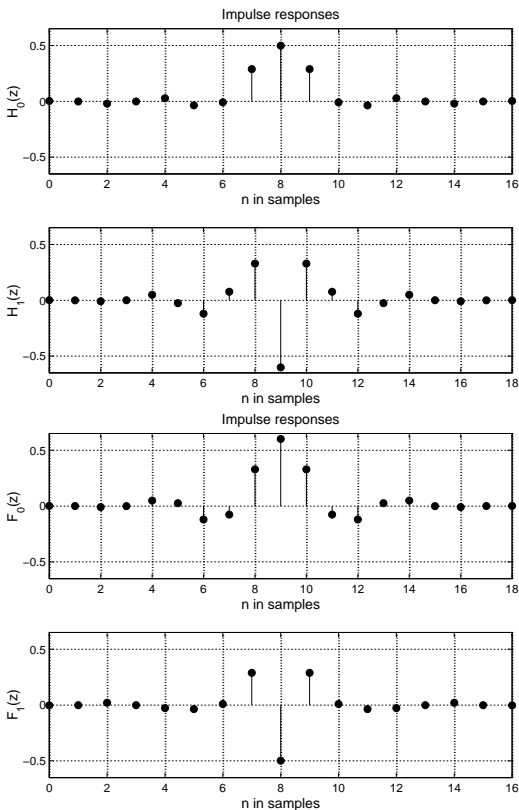 Impulse responses
0.5
0
−0.5
H₀(z)
0 2 4 6 8 10 12 14 16
n in samples
0.5
0
−0.5
H₁(z)
0 2 4 6 8 10 12 14 16 18
n in samples
Impulse responses
0.5
0
−0.5
F₀(z)
0 2 4 6 8 10 12 14 16 18
n in samples
0.5
0
−0.5
F₁(z)
0 2 4 6 8 10 12 14 16
n in samples